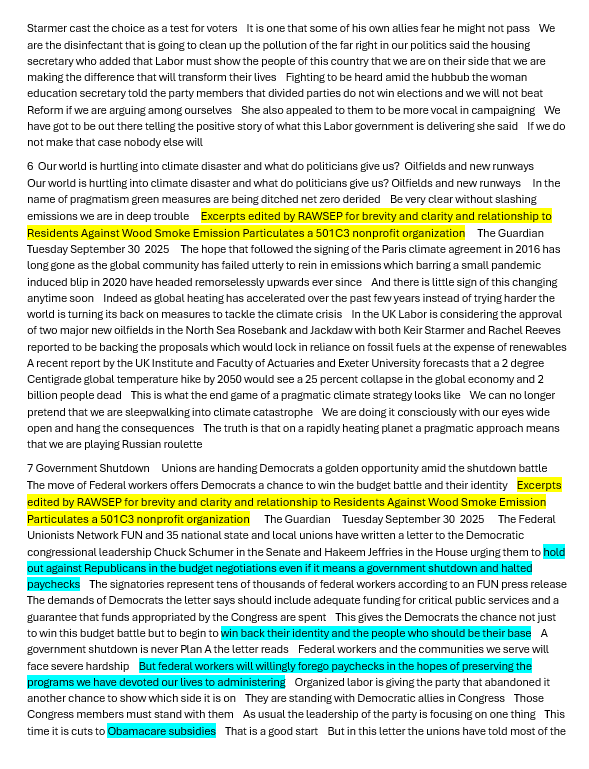 Starmer cast the choice as a test for voters   It is one that some of his own allies fear he might not pass   We
are the disinfectant that is going to clean up the pollution of the far right in our politics said the housing
secretary who added that Labor must show the people of this country that we are on their side that we are
making the difference that will transform their lives   Fighting to be heard amid the hubbub the woman
education secretary told the party members that divided parties do not win elections and we will not beat
Reform if we are arguing among ourselves   She also appealed to them to be more vocal in campaigning   We
have got to be out there telling the positive story of what this Labor government is delivering she said   If we do
not make that case nobody else will
6  Our world is hurtling into climate disaster and what do politicians give us?  Oilfields and new runways
Our world is hurtling into climate disaster and what do politicians give us? Oilfields and new runways   In the
name of pragmatism green measures are being ditched net zero derided   Be very clear without slashing
emissions we are in deep trouble   Excerpts edited by RAWSEP for brevity and clarity and relationship to
Residents Against Wood Smoke Emission Particulates a 501C3 nonprofit organization   The Guardian
Tuesday September 30  2025   The hope that followed the signing of the Paris climate agreement in 2016 has
long gone as the global community has failed utterly to rein in emissions which barring a small pandemic
induced blip in 2020 have headed remorselessly upwards ever since   And there is little sign of this changing
anytime soon   Indeed as global heating has accelerated over the past few years instead of trying harder the
world is turning its back on measures to tackle the climate crisis   In the UK Labor is considering the approval
of two major new oilfields in the North Sea Rosebank and Jackdaw with both Keir Starmer and Rachel Reeves
reported to be backing the proposals which would lock in reliance on fossil fuels at the expense of renewables
A recent report by the UK Institute and Faculty of Actuaries and Exeter University forecasts that a 2 degree
Centigrade global temperature hike by 2050 would see a 25 percent collapse in the global economy and 2
billion people dead   This is what the end game of a pragmatic climate strategy looks like   We can no longer
pretend that we are sleepwalking into climate catastrophe   We are doing it consciously with our eyes wide
open and hang the consequences   The truth is that on a rapidly heating planet a pragmatic approach means
that we are playing Russian roulette
7 Government Shutdown   Unions are handing Democrats a golden opportunity amid the shutdown battle
The move of Federal workers offers Democrats a chance to win the budget battle and their identity   Excerpts
edited by RAWSEP for brevity and clarity and relationship to Residents Against Wood Smoke Emission
Particulates a 501C3 nonprofit organization   The Guardian   Tuesday September 30  2025   The Federal
Unionists Network FUN and 35 national state and local unions have written a letter to the Democratic
congressional leadership Chuck Schumer in the Senate and Hakeem Jeffries in the House urging them to hold
out against Republicans in the budget negotiations even if it means a government shutdown and halted
paychecks   The signatories represent tens of thousands of federal workers according to an FUN press release
The demands of Democrats the letter says should include adequate funding for critical public services and a
guarantee that funds appropriated by the Congress are spent   This gives the Democrats the chance not just
to win this budget battle but to begin to win back their identity and the people who should be their base   A
government shutdown is never Plan A the letter reads   Federal workers and the communities we serve will
face severe hardship   But federal workers will willingly forego paychecks in the hopes of preserving the
programs we have devoted our lives to administering   Organized labor is giving the party that abandoned it
another chance to show which side it is on   They are standing with Democratic allies in Congress   Those
Congress members must stand with them   As usual the leadership of the party is focusing on one thing   This
time it is cuts to Obamacare subsidies   That is a good start   But in this letter the unions have told most of the